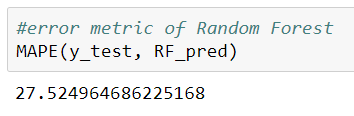 #error metric of Random Forest
MAPE(y_test, RF_pred)
27.524964686225168